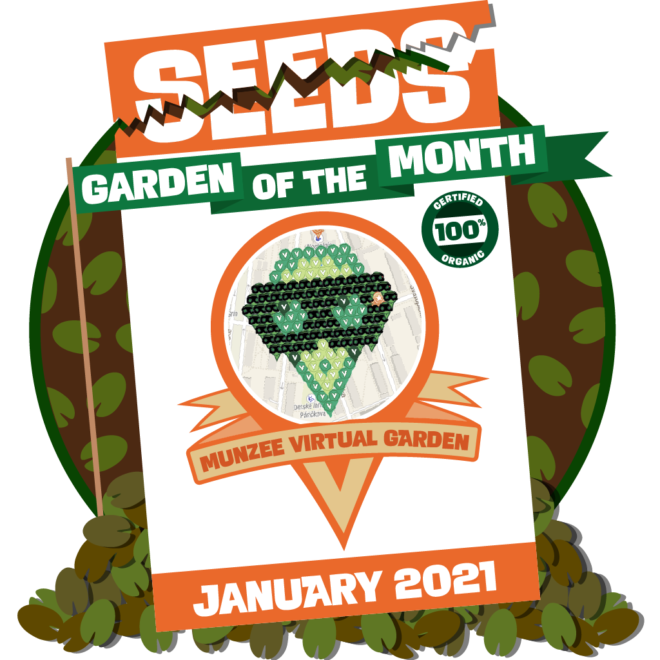 SEEDS
GARDEN OF THE MONTH
CERTIFIED
100%
ORGANIC
MUNZEE VIRTUAL GARDEN
JANUARY 2021